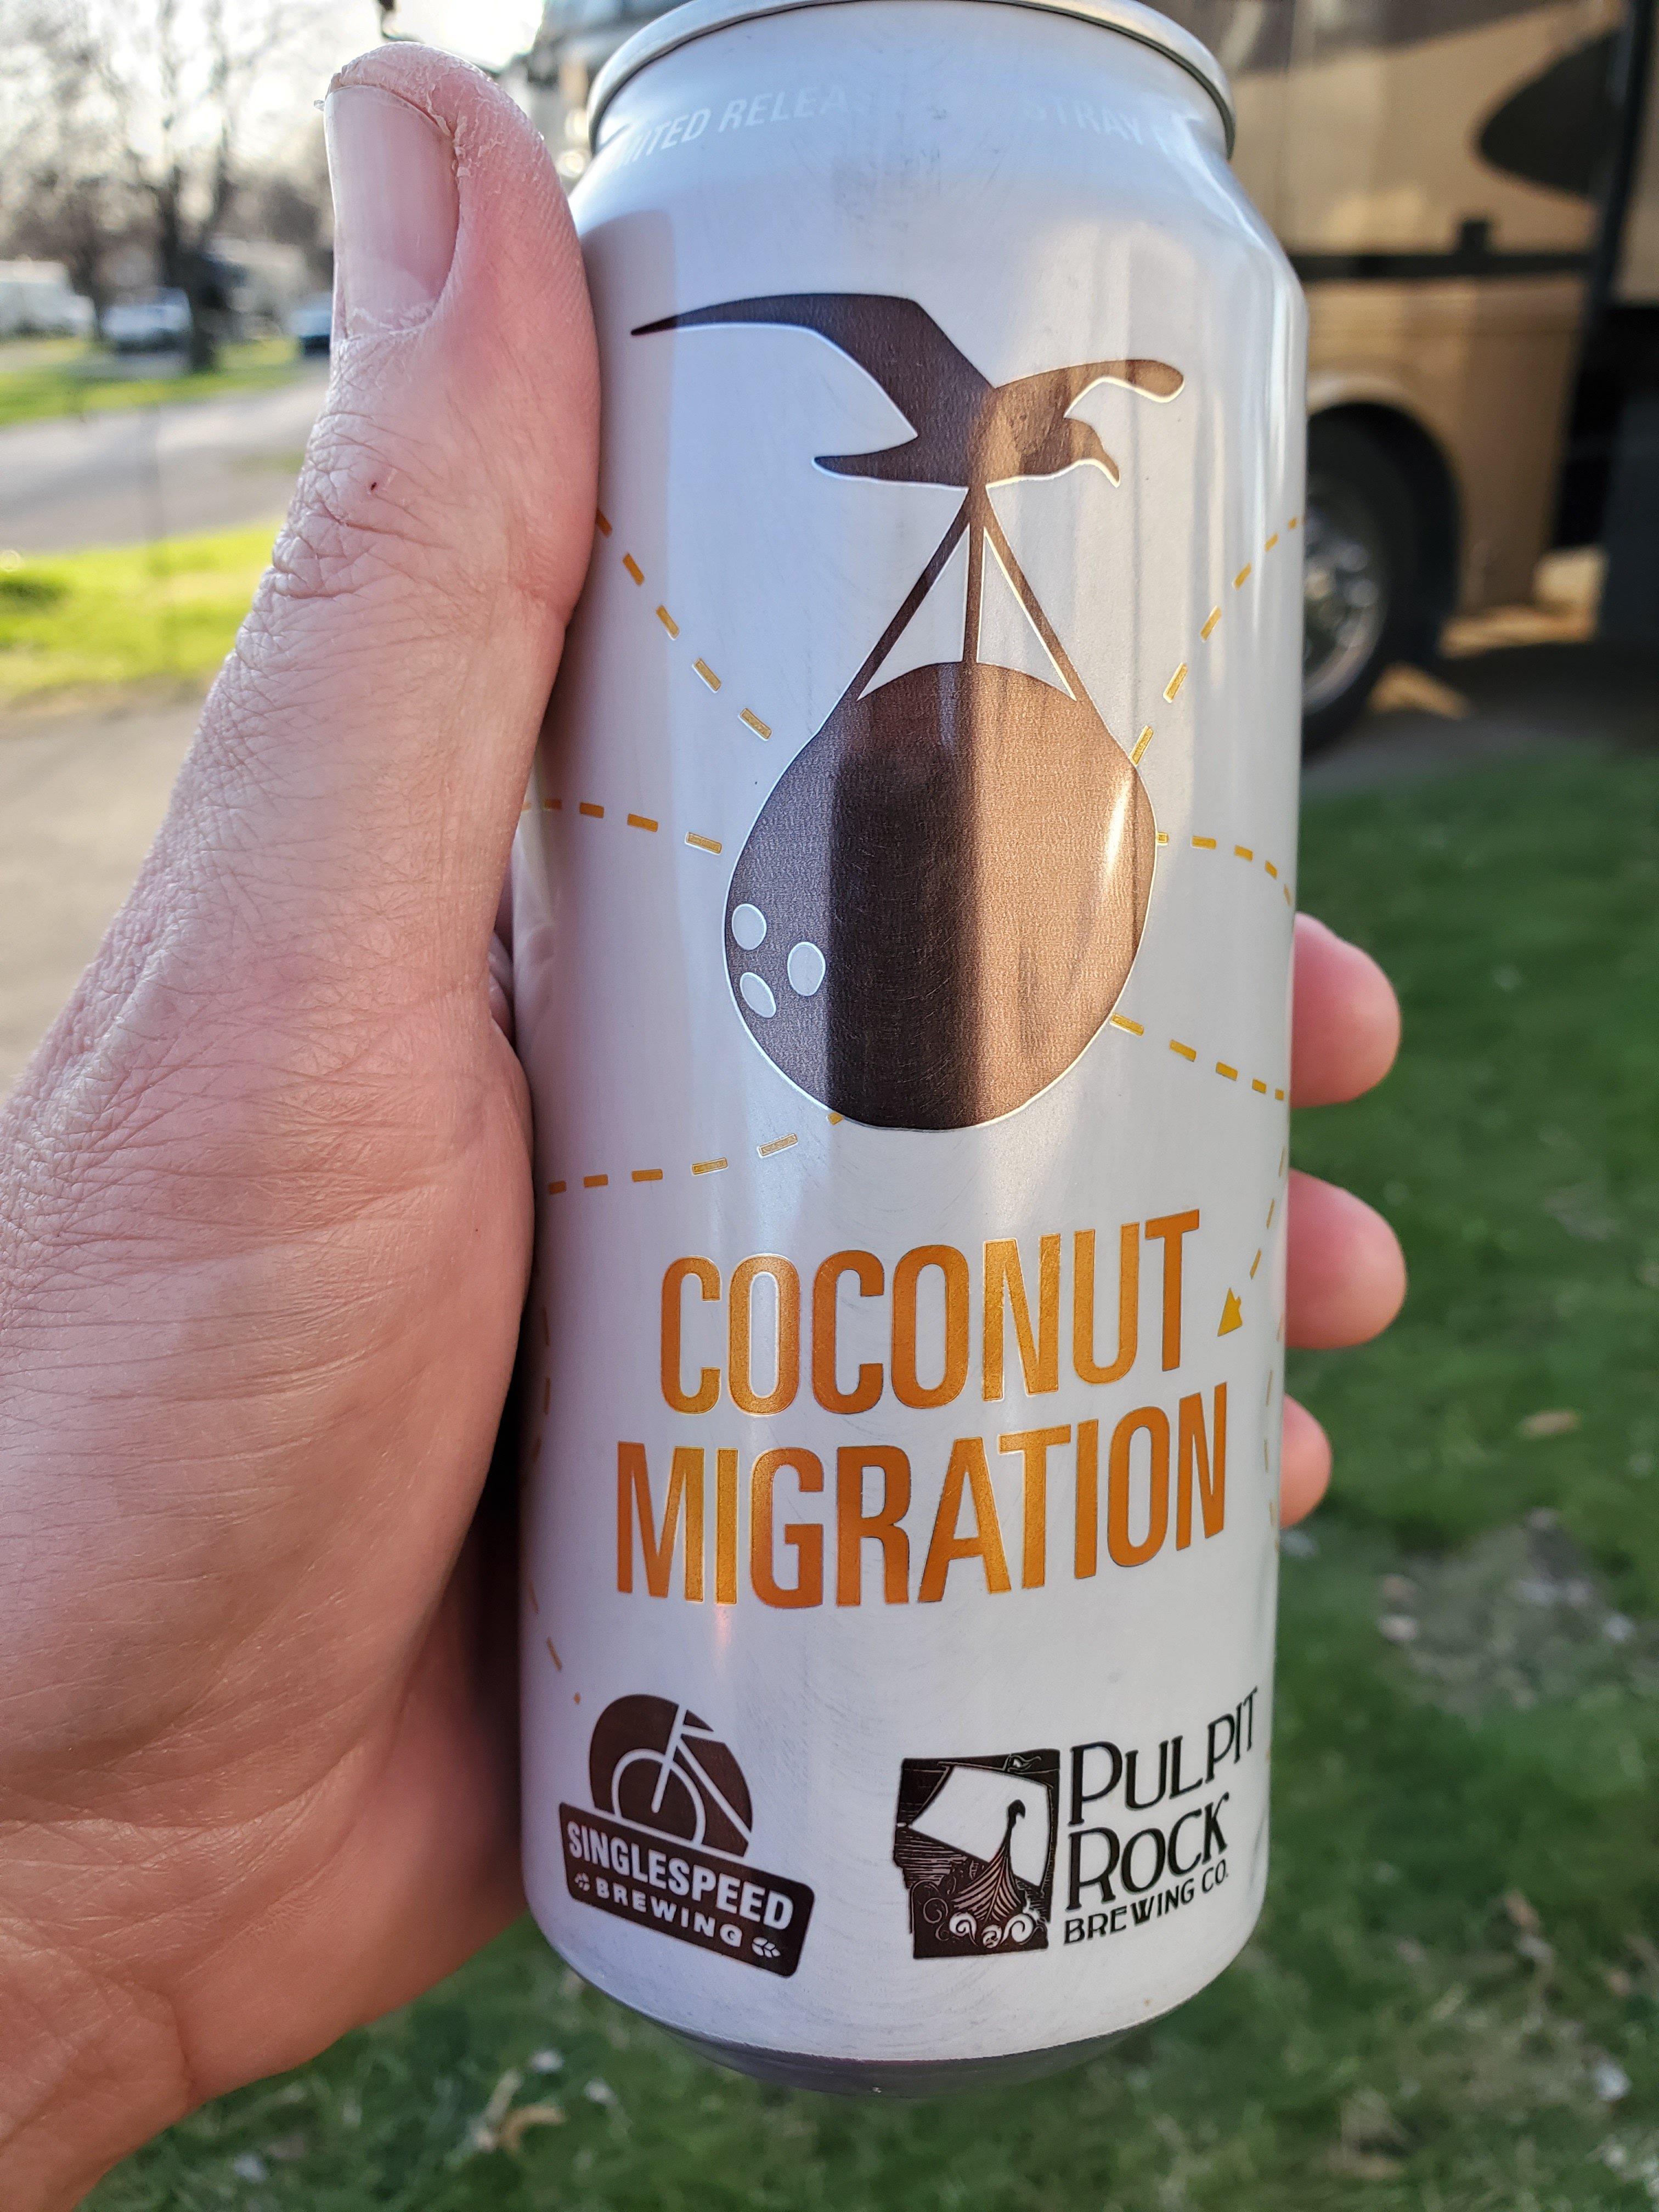 COCONUT
MIGRATION
SINGLESPEED
BREWING
PULPIT
ROCK
BREWING CO.